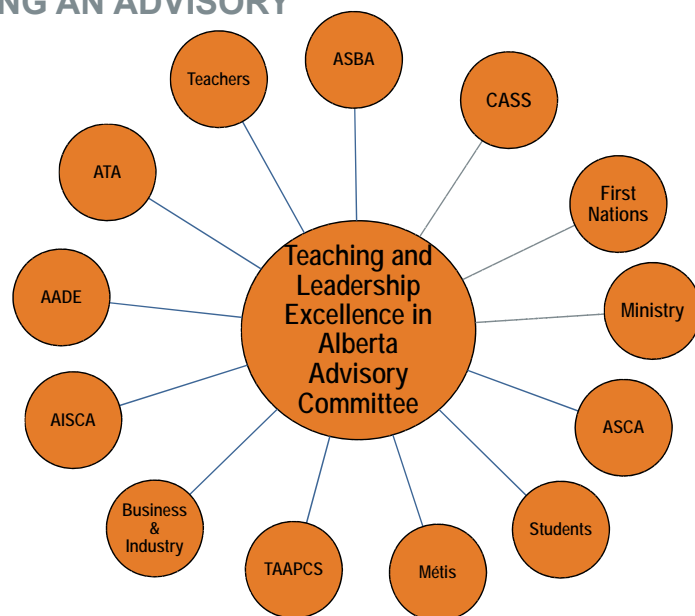 NG AN ADVISORY
ASBA
Teachers
CASS
ATA
First
Nations
Teaching and
Leadership
Excellence in
Alberta
Advisory
Committee
AADE
Ministry
AISCA
ASCA
Business
&
Industry
Students
TAAPCS
Métis